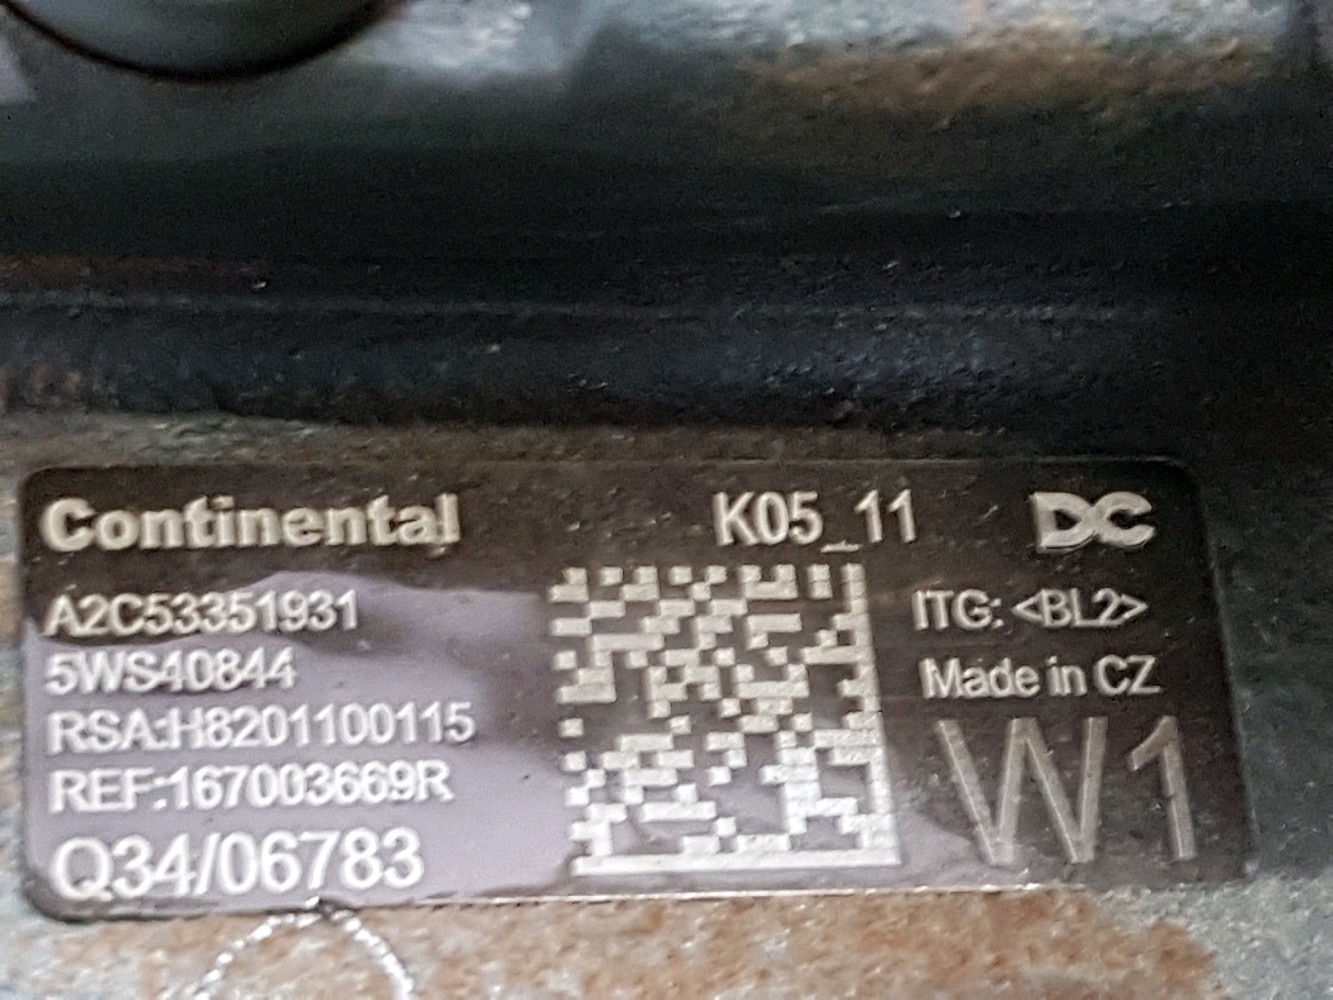 Continental K05_11 DC
A2C53351931
ITG: <BL2>
5WS40844
Made in CZ
RSA:H8201100115
REF:167003669R
W1
Q34/06783